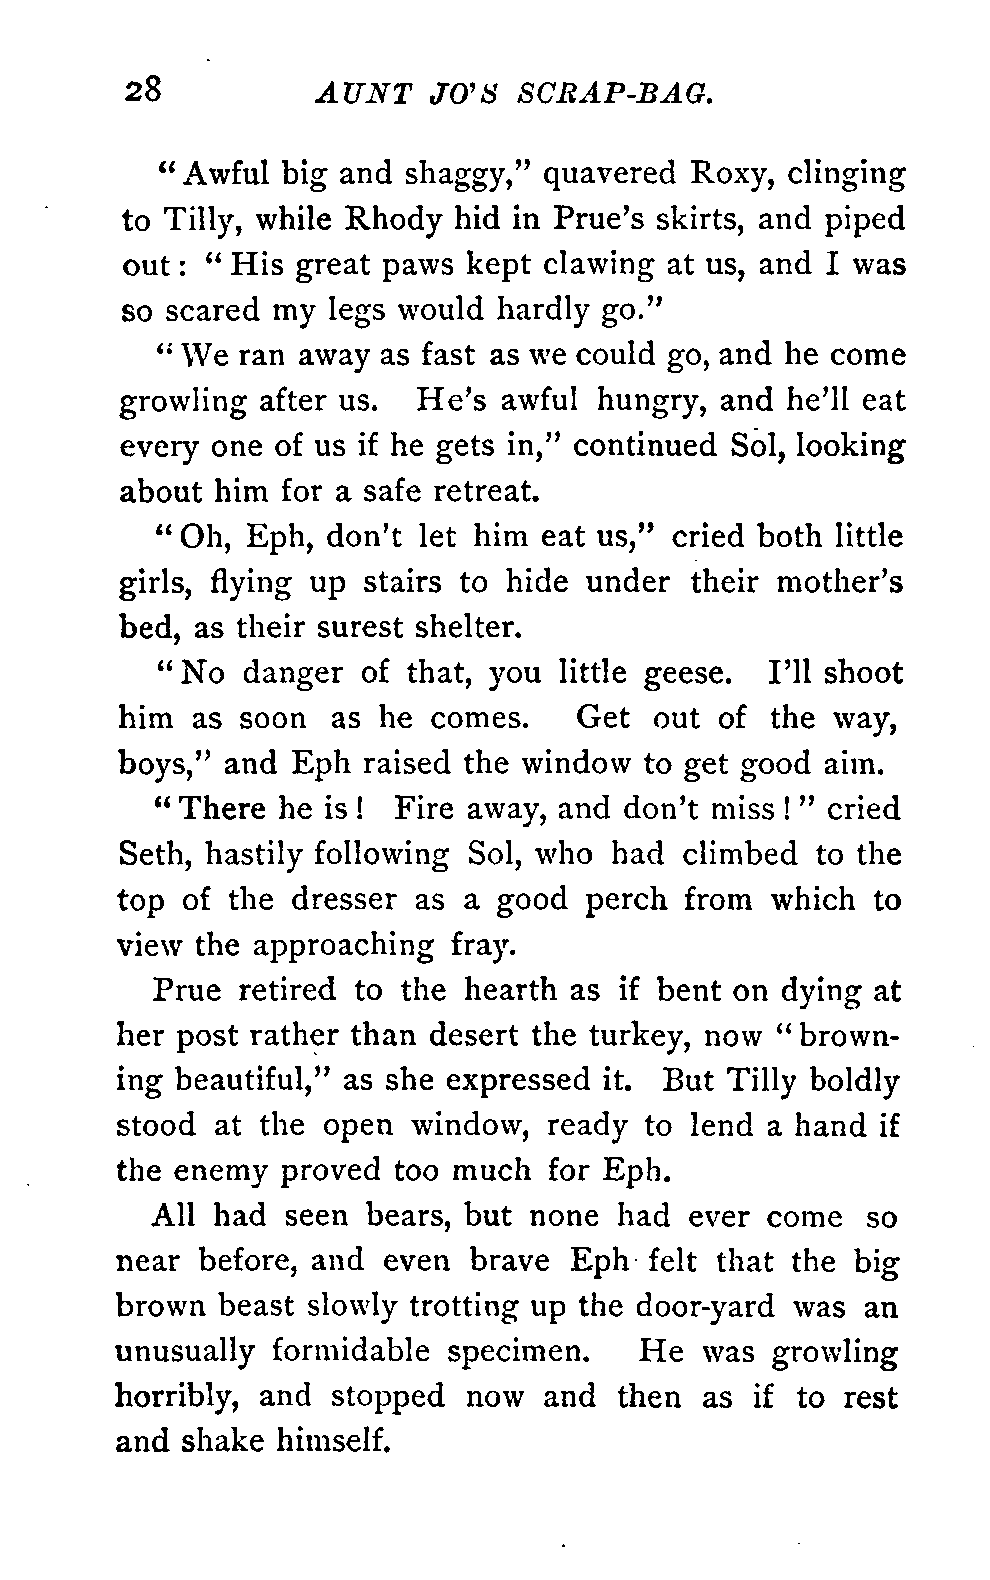 28 AUNT JO'S SCRAP-BAG.
"Awful big and shaggy," quavered Roxy, clinging
to Tilly, while Rhody hid in Prue's skirts, and piped
out: "His great paws kept clawing at us, and I was
so scared my legs would hardly go."
"We ran away as fast as we could go, and he come
growling after us. He's awful hungry, and he'll eat
every one of us if he gets in," continued Sol, looking
about him for a safe retreat.
"Oh, Eph, don't let him eat us," cried both little
girls, flying up stairs to hide under their mother's
bed, as their surest shelter.
"No danger of that, you little geese. I'll shoot
him as soon as he comes. Get out of the way,
boys," and Eph raised the window to get good aim.
"There he is! Fire away, and don't miss!" cried
Seth, hastily following Sol, who had climbed to the
top of the dresser as a good perch from which to
view the approaching fray.
Prue retired to the hearth as if bent on dying at
her post rather than desert the turkey, now "brown-
ing beautiful," as she expressed it. But Tilly boldly
stood at the open window, ready to lend a hand if
the enemy proved too much for Eph.
All had seen bears, but none had ever come so
near before, and even brave Eph felt that the big
brown beast slowly trotting up the door-yard was an
unusually formidable specimen. He was growling
horribly, and stopped now and then as if to rest
and shake himself.